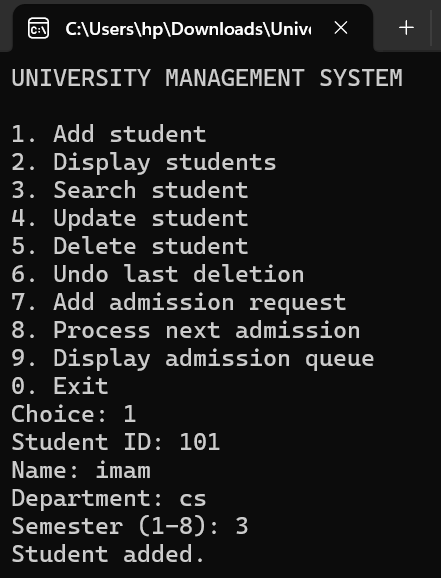 C:\Users\hp\Downloads\Unive
UNIVERSITY MANAGEMENT SYSTEM
1. Add student
2. Display students
3. Search student
4. Update student
5. Delete student
6. Undo last deletion
7. Add admission request
8. Process next admission
9. Display admission queue
0. Exit
Choice: 1
Student ID: 101
Name: imam
Department: cs
Semester (1-8): 3
Student added.